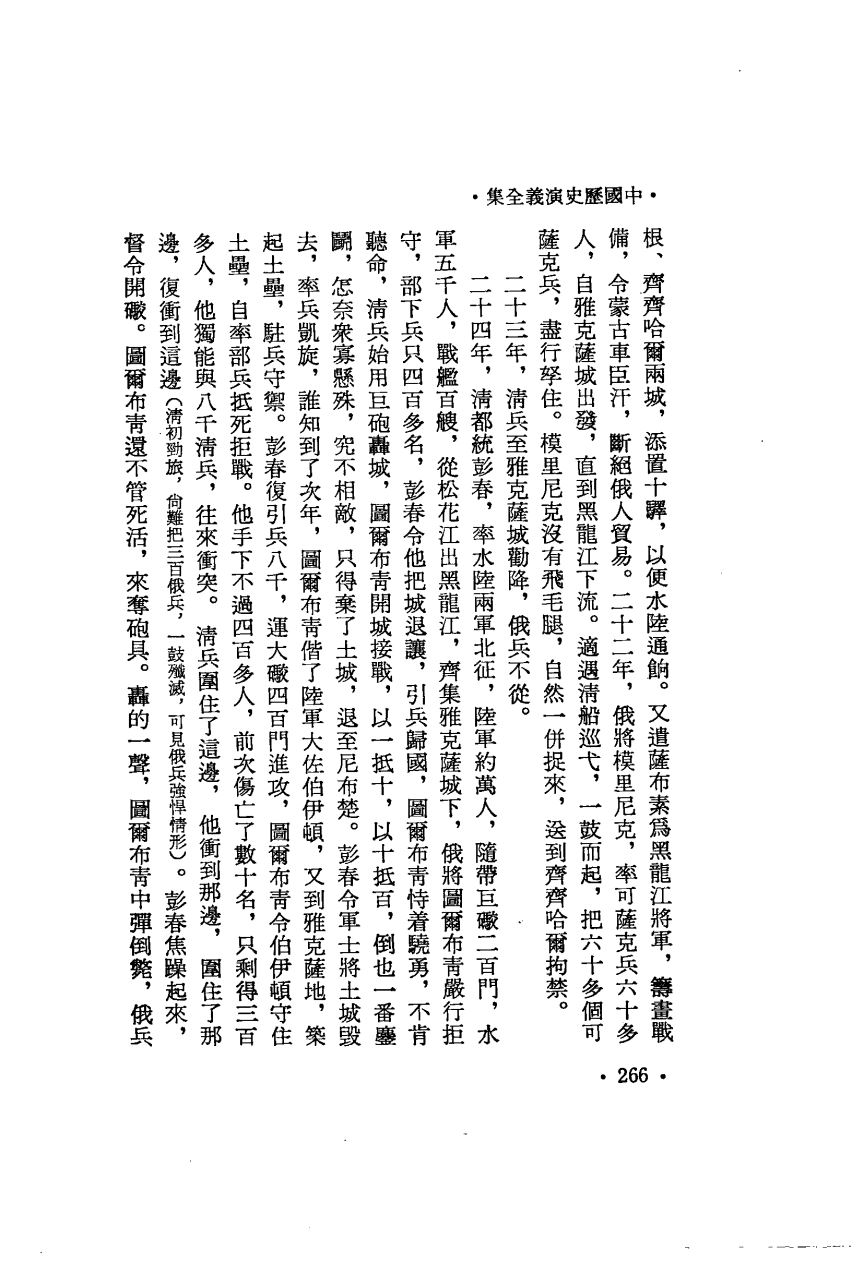 ·中國歷史演義全集·
根、齊齊哈爾兩城，添置十驛，以便水陸通餉。又遣薩布素爲黑龍江將軍，籌畫戰
備，令蒙古車臣汗，斷絕俄人貿易。二十二年，俄將模里尼克，率可薩克兵六十多
人，自雅克薩城出發，直到黑龍江下流。適遇清船巡弋，一鼓而起，把六十多個可
薩克兵，盡行拏住。模里尼克沒有飛毛腿，自然一併捉來，送到齊齊哈爾拘禁。
二十三年，清兵至雅克薩城勸降，俄兵不從。
二十四年，清都統彭春，率水陸兩軍北征，陸軍約萬人，隨帶巨礮二百門，水
軍五千人，戰艦百艘，從松花江出黑龍江，齊集雅克薩城下，俄將圖爾布青嚴行拒
守，部下兵只四百多名，彭春令他把城退讓，引兵歸國，圖爾布青恃着驍勇，不肯
聽命，清兵始用巨砲轟城，圖爾布青開城接戰，以一抵十，以十抵百，倒也一番鏖
鬭，怎奈衆寡懸殊，究不相敵，只得棄了土城，退至尼布楚。彭春令軍士將土城毀
去，率兵凱旋，誰知到了次年，圖爾布青偕了陸軍大佐伯伊頓，又到雅克薩地，築
起土壘，駐兵守禦。彭春復引兵八千，運大礮四百門進攻，圖爾布青令伯伊頓守住
土壘，自率部兵抵死拒戰。他手下不過四百多人，前次傷亡了數十名，只剩得三百
多人，他獨能與八千清兵，往來衝突。清兵圍住了這邊，他衝到那邊，圍住了那
邊，復衝到這邊（清初勁旅，尙難把三百俄兵，一鼓殲滅，可見俄兵強悍情形）。彭春焦躁起來，
督令開礮。圖爾布青還不管死活，來奪砲具。轟的一聲，圖爾布青中彈倒斃，俄兵
·266·